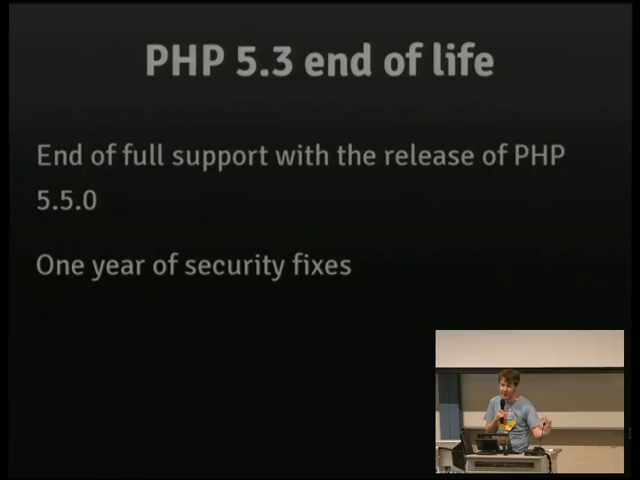 PHP 5.3 end of life
End of full support with the release of PHP
5.5.0
One year of security fixes